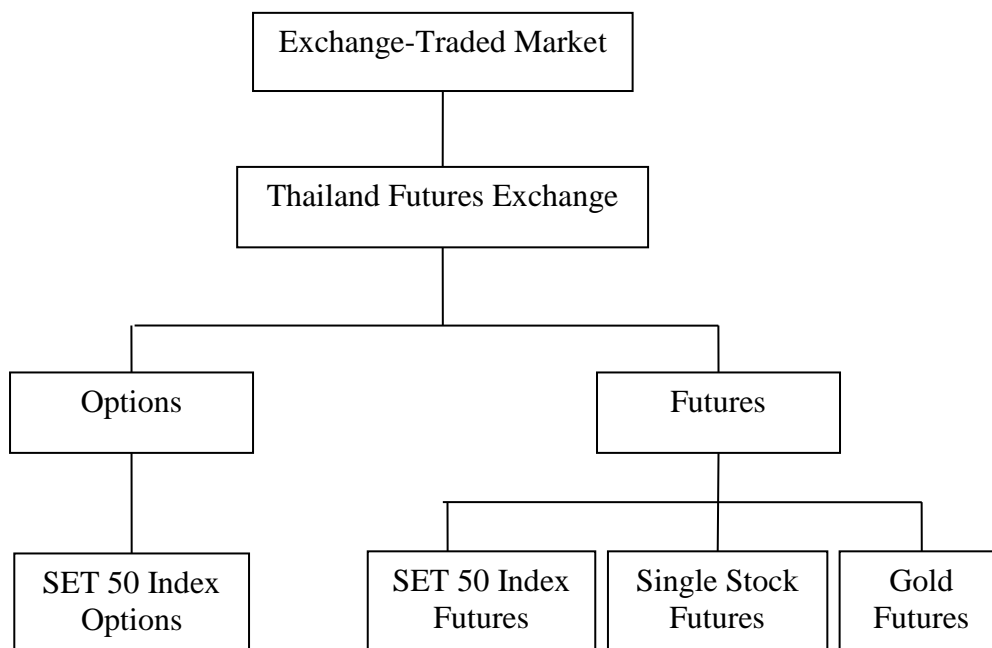 Exchange-Traded Market
Thailand Futures Exchange
Options
Futures
SET 50 Index
Options
SET 50 Index
Futures
Single Stock
Futures
Gold
Futures